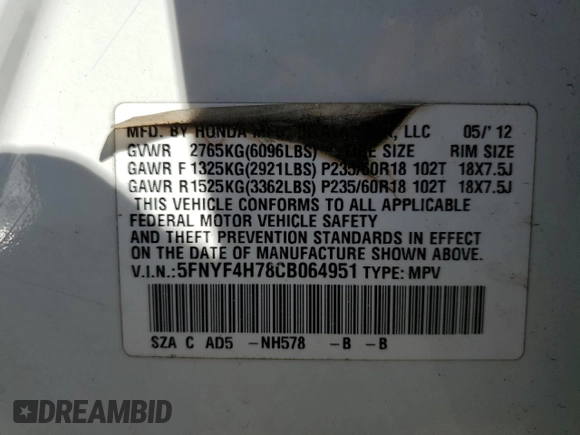 MFD. BY HONDA MFG. LLC 05/'12
GVWR 2765KG(6096LBS) SIZE RIM SIZE
GAWR F 1325KG(2921LBS) P235/60R18 102T 18X7.5J
GAWR R 1525KG(3362LBS) P235/60R18 102T 18X7.5J
THIS VEHICLE CONFORMS TO ALL APPLICABLE
FEDERAL MOTOR VEHICLE SAFETY
AND THEFT PREVENTION STANDARDS IN EFFECT
ON THE DATE OF MANUFACTURE SHOWN ABOVE.
V.I.N.:5FNYF4H78CB064951 TYPE: MPV
SZA C AD5 -NH578 -B -B
DREAMBID